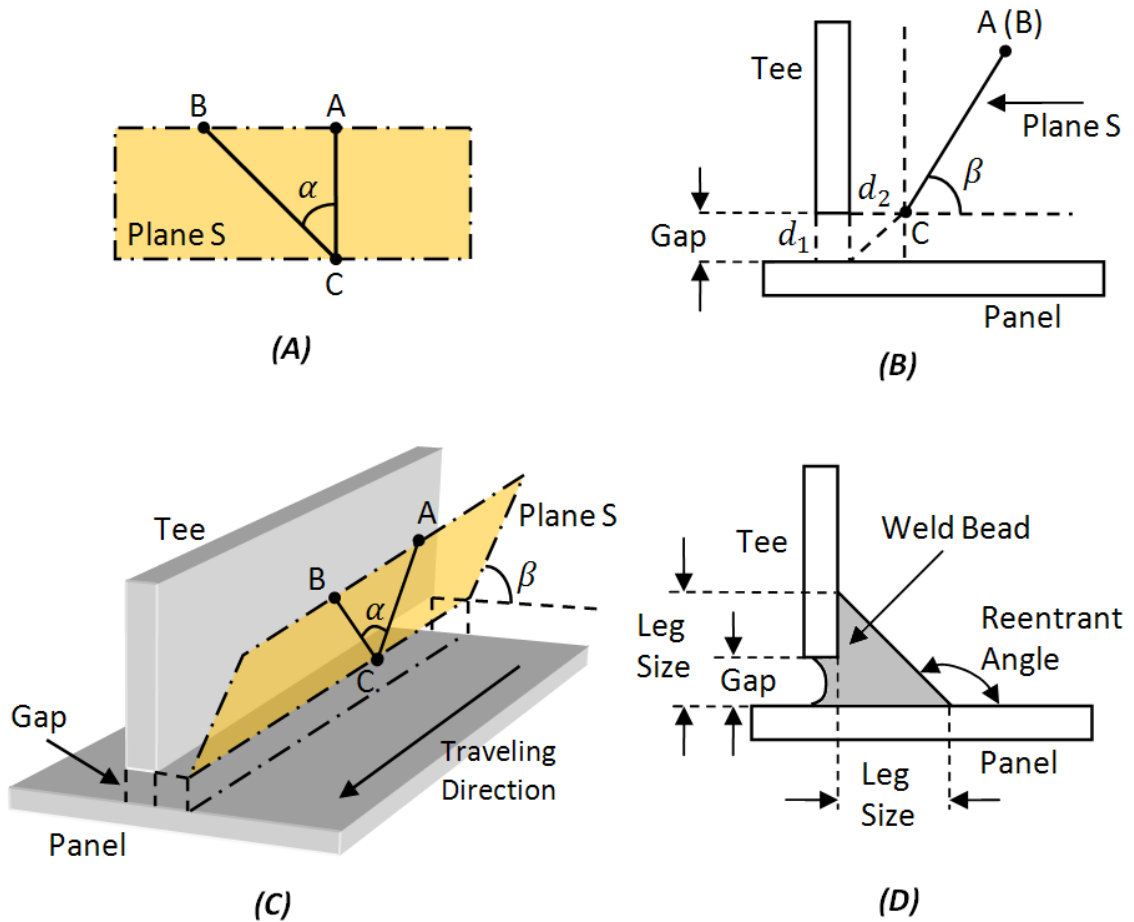 B
A
α
Plane S
C
(A)
A (B)
Tee
Plane S
β
d₂
C
Gap
d₁
Panel
(B)
Tee
A
Plane S
B
α
β
C
Gap
Traveling
Direction
Panel
(C)
Tee
Weld Bead
Reentrant
Angle
Leg
Size
Gap
Panel
Leg
Size
(D)